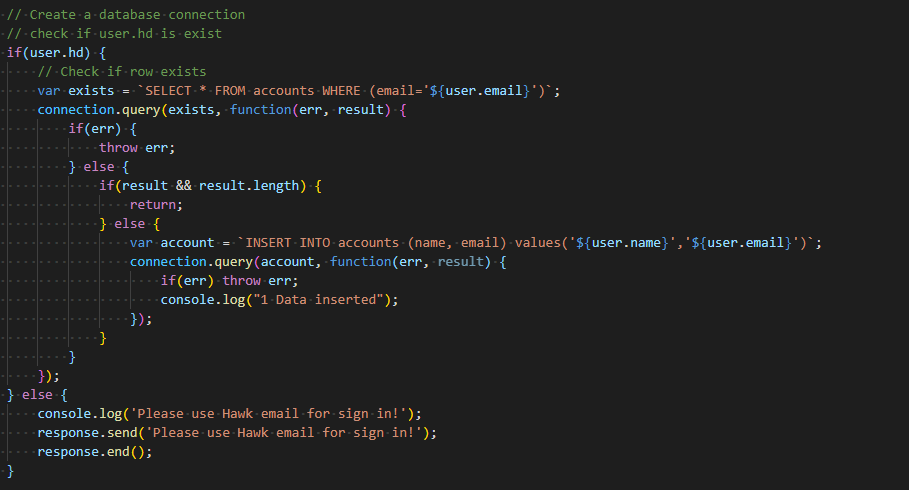 // Create a database connection
// check if user.hd is exist
if(user.hd) {
// Check if row exists
var exists = `SELECT * FROM accounts WHERE (email='${user.email}')`;
connection.query(exists, function(err, result) {
if(err) {
throw err;
} else {
if(result && result.length) {
return;
} else {
var account = `INSERT INTO accounts (name, email) values('${user.name}','${user.email}')`;
connection.query(account, function(err, result) {
if(err) throw err;
console.log("1 Data inserted");
});
}
}
});
} else {
console.log('Please use Hawk email for sign in!');
response.send('Please use Hawk email for sign in!');
response.end();
}